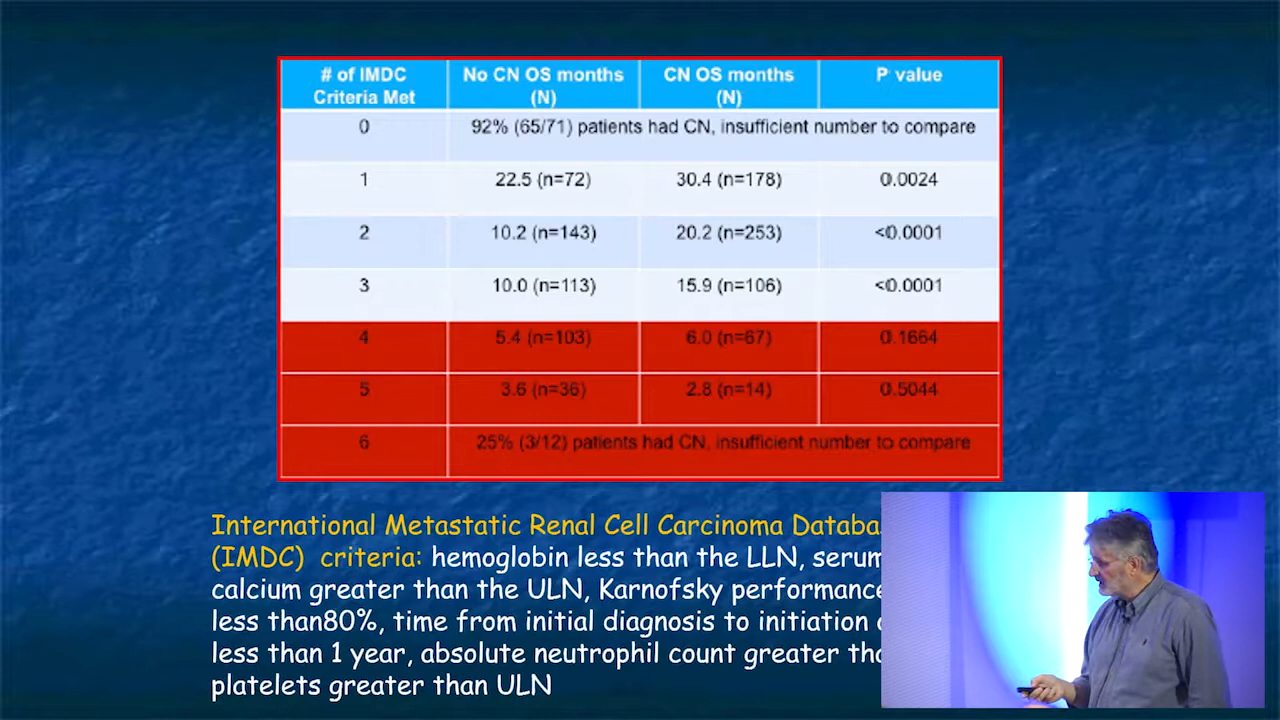 # of IMDC Criteria Met No CN OS months (N) CN OS months (N) P value
0 92% (65/71) patients had CN, insufficient number to compare
1 22.5 (n=72) 30.4 (n=178) 0.0024
2 10.2 (n=143) 20.2 (n=253) <0.0001
3 10.0 (n=113) 15.9 (n=106) <0.0001
4 5.4 (n=103) 6.0 (n=67) 0.1664
5 3.6 (n=36) 2.8 (n=14) 0.5044
6 25% (3/12) patients had CN, insufficient number to compare
International Metastatic Renal Cell Carcinoma
(IMDC) criteria: hemoglobin less than the LLN, serum
calcium greater than the ULN, Karnofsky performance
less than80%, time from initial diagnosis to initiation
less than 1 year, absolute neutrophil count greater
platelets greater than ULN